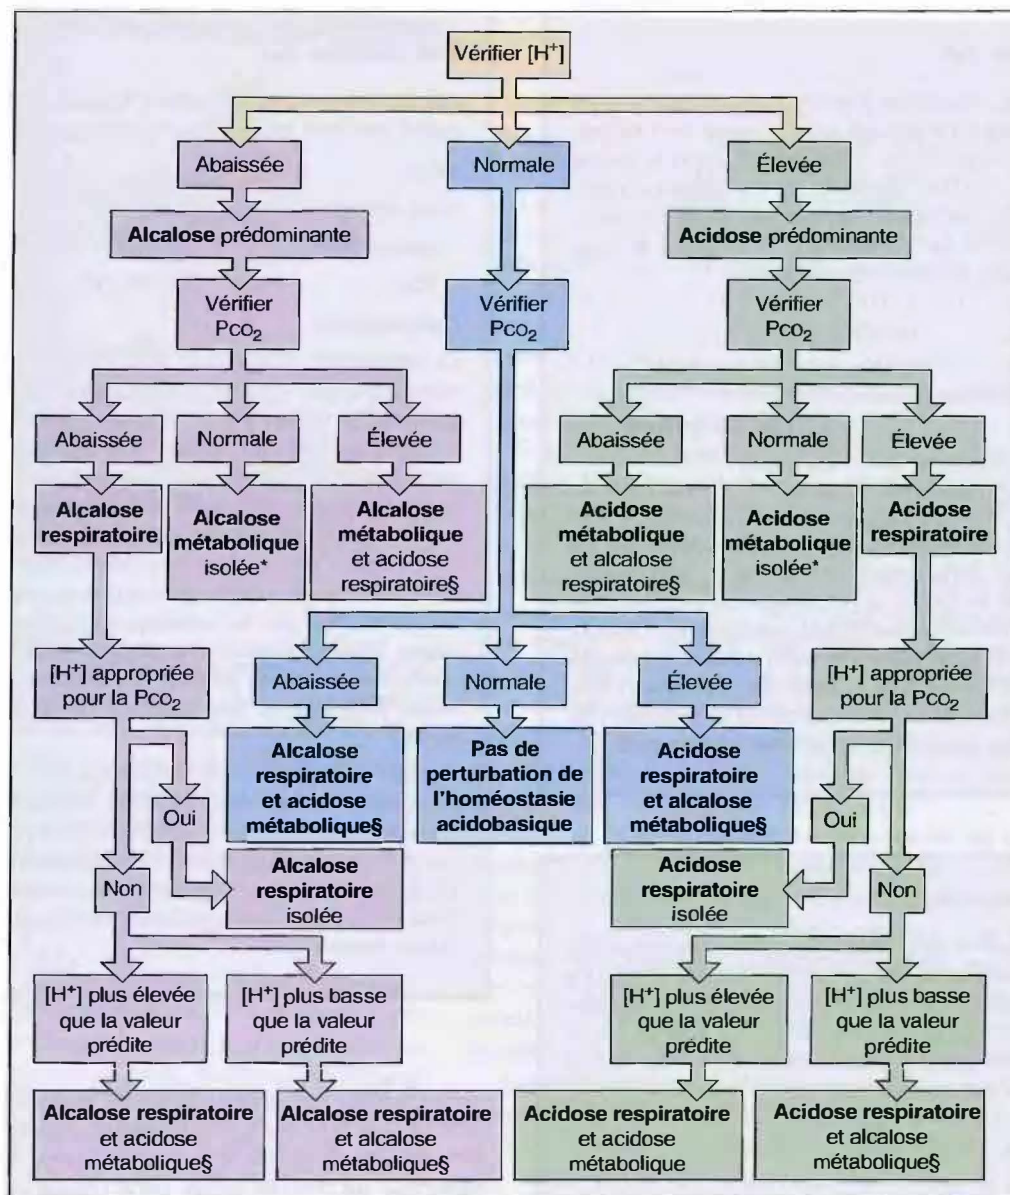 Vérifier [H⁺]
Abaissée
Normale
Élevée
Alcalose prédominante
Acidose prédominante
Vérifier
Pco₂
Vérifier
Pco₂
Vérifier
Pco₂
Abaissée
Normale
Élevée
Abaissée
Normale
Élevée
Alcalose
respiratoire
Alcalose
métabolique
isolée*
Alcalose
métabolique
et acidose
respiratoire§
Acidose
métabolique
et alcalose
respiratoire§
Acidose
métabolique
isolée*
Acidose
respiratoire
[H⁺] appropriée
pour la Pco₂
Abaissée
Normale
Élevée
[H⁺] appropriée
pour la Pco₂
Alcalose
respiratoire
et acidose
métabolique§
Pas de
perturbation de
l'homéostasie
acidobasique
Acidose
respiratoire
et alcalose
métabolique§
Oui
Oui
Non
Alcalose
respiratoire
isolée
Acidose
respiratoire
isolée
Non
[H⁺] plus élevée
que la valeur
prédite
[H⁺] plus basse
que la valeur
prédite
[H⁺] plus élevée
que la valeur
prédite
[H⁺] plus basse
que la valeur
prédite
Alcalose respiratoire
et acidose
métabolique§
Alcalose respiratoire
et alcalose
métabolique§
Acidose respiratoire
et acidose
métabolique
Acidose respiratoire
et alcalose
métabolique§